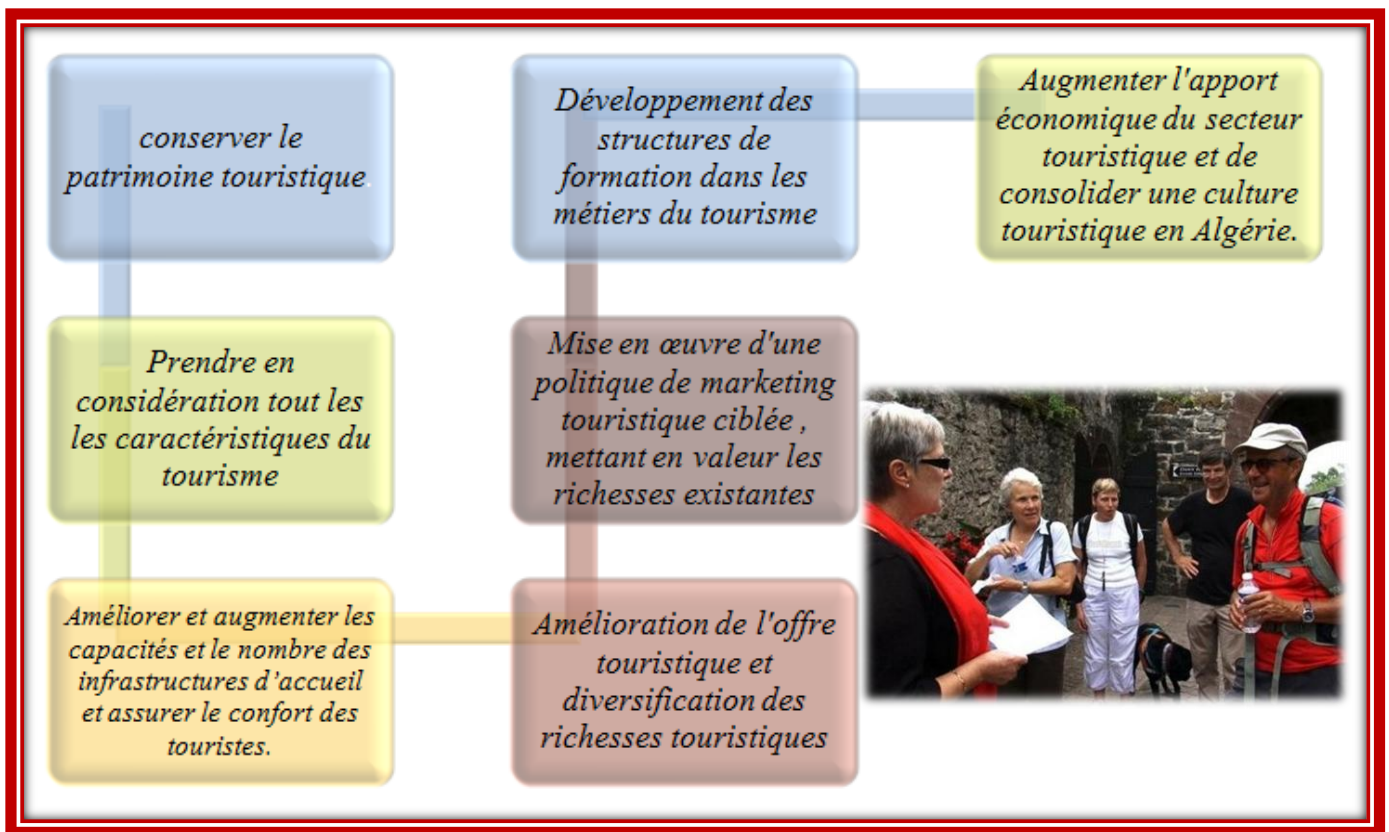 conserver le
patrimoine touristique.
Prendre en
considération tout les
les caractéristiques du
tourisme
Améliorer et augmenter les
capacités et le nombre des
infrastructures d'accueil
et assurer le confort des
touristes.
Amélioration de l'offre
touristique et
diversification des
richesses touristiques
Mise en œuvre d'une
politique de marketing
touristique ciblée ,
mettant en valeur les
richesses existantes
Développement des
structures de
formation dans les
métiers du tourisme
Augmenter l'apport
économique du secteur
touristique et de
consolider une culture
touristique en Algérie.